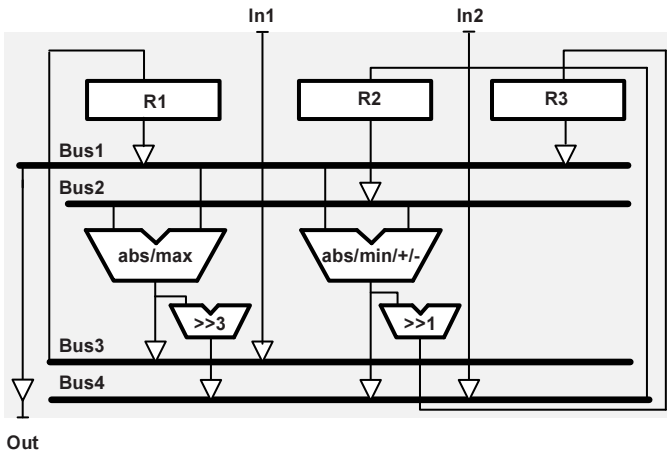 In1 In2
R1 R2 R3
Bus1
Bus2
abs/max abs/min/+/-
>>3 >>1
Bus3
Bus4
Out